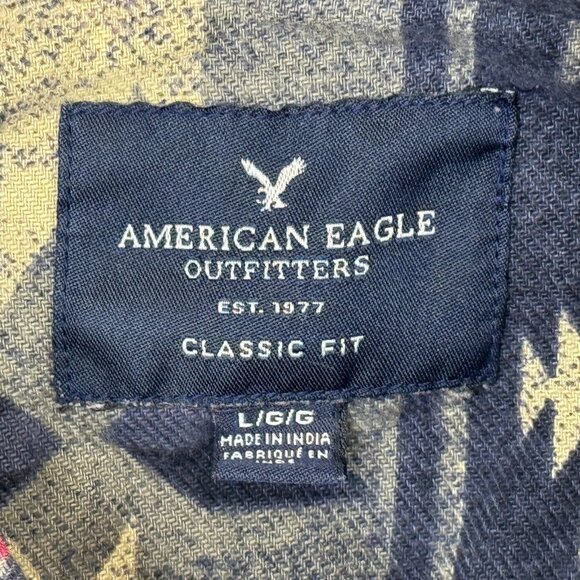 AMERICAN EAGLE
OUTFITTERS
EST. 1977
CLASSIC FIT
L/G/G
MADE IN INDIA
FABRIQUÉ EN